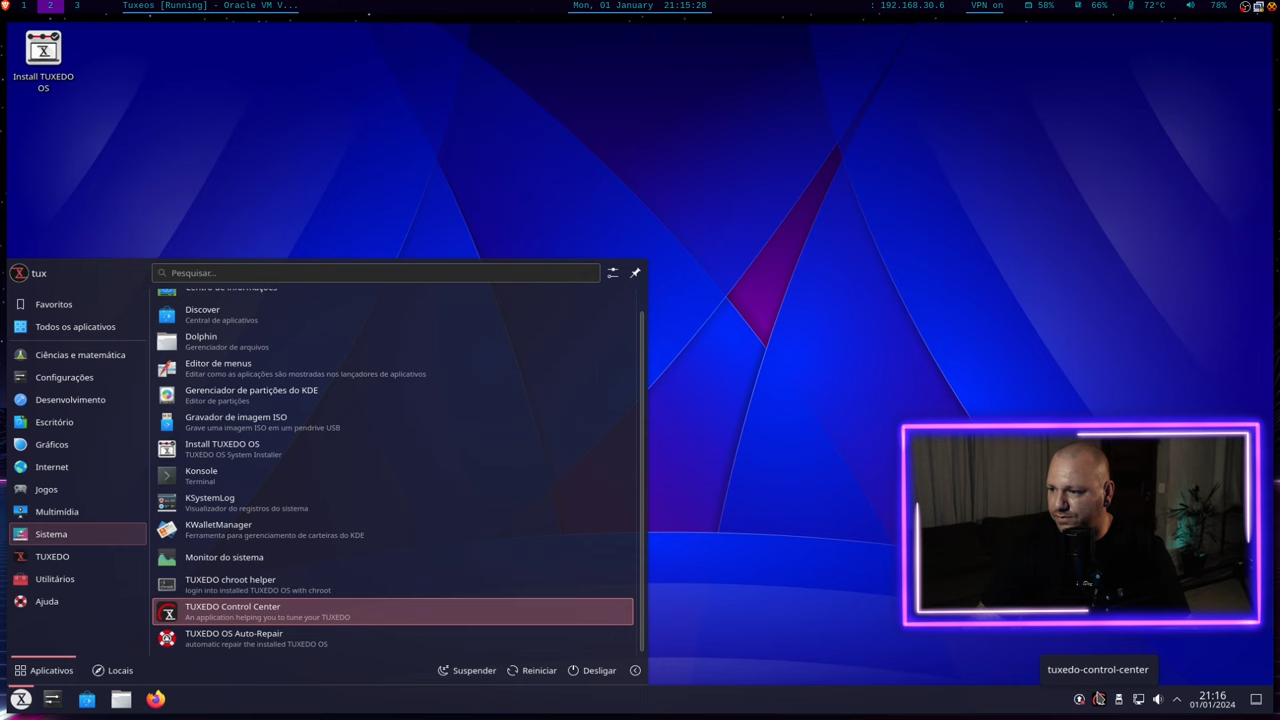 1 2 3 Tuxeos [Running] - Oracle VM V... Mon, 01 January 21:15:28 : 192.168.30.6 VPN on 58% 66% 72°C 78%
Install TUXEDO
OS
tux
Pesquisar...
Favoritos
Todos os aplicativos
Ciências e matemática
Configurações
Desenvolvimento
Escritório
Gráficos
Internet
Jogos
Multimídia
Sistema
TUXEDO
Utilitários
Ajuda
Centro de informações
Discover
Central de aplicativos
Dolphin
Gerenciador de arquivos
Editor de menus
Editar como as aplicações são mostradas nos lançadores de aplicativos
Gerenciador de partições do KDE
Editor de partições
Gravador de imagem ISO
Grave uma imagem ISO em um pendrive USB
Install TUXEDO OS
TUXEDO OS System Installer
Konsole
Terminal
KSystemLog
Visualizador do registros do sistema
KWalletManager
Ferramenta para gerenciamento de carteiras do KDE
Monitor do sistema
TUXEDO chroot helper
login into installed TUXEDO OS with chroot
TUXEDO Control Center
An application helping you to tune your TUXEDO
TUXEDO OS Auto-Repair
automatic repair the installed TUXEDO OS
Aplicativos Locais Suspender Reiniciar Desligar
tuxedo-control-center
21:16
01/01/2024